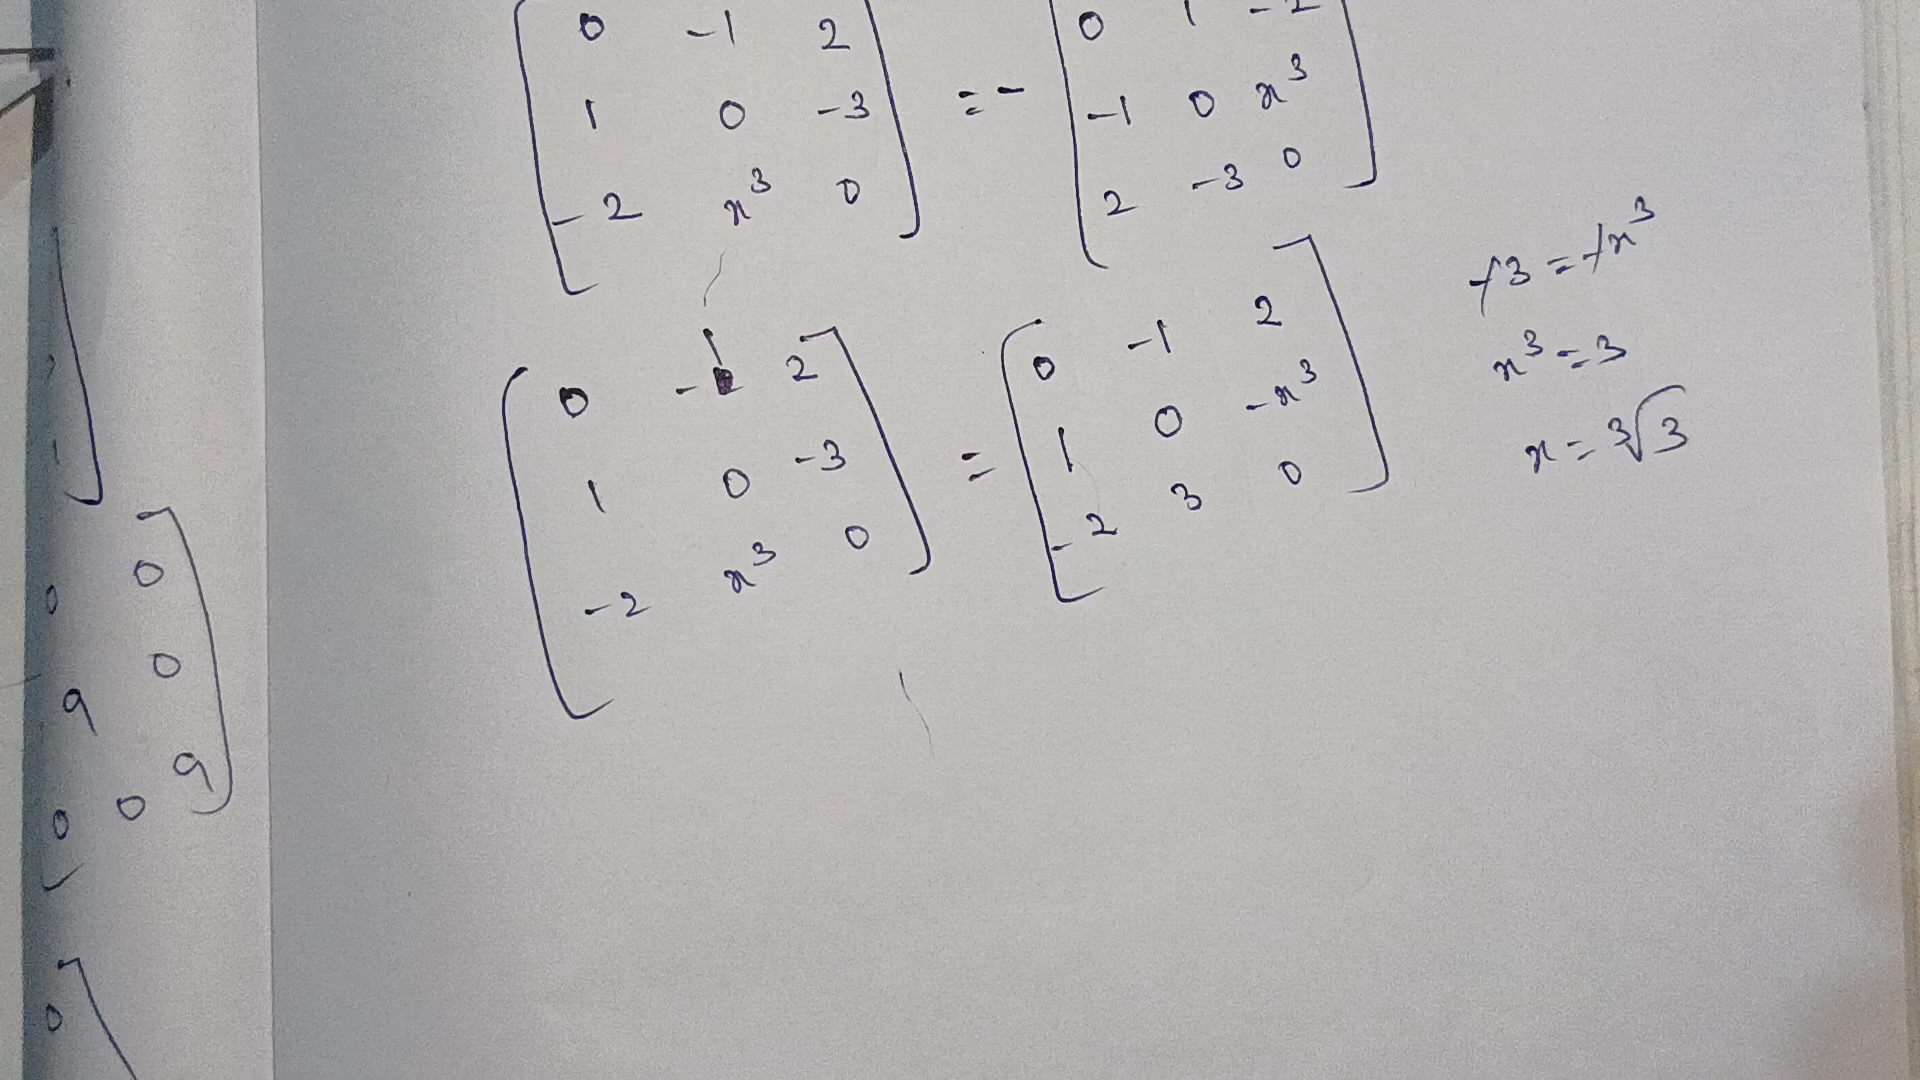 0 -1 2 0 1 -2
1 0 -3 = - -1 0 x³
-2 x³ 0 2 -3 0
0 -1 2 = 0 -1 2
1 0 -3 1 0 -x³
-2 x³ 0 -2 3 0
-3 = -x³
x³ = 3
x = ³√3
0 0
9 0
0 0 9
0